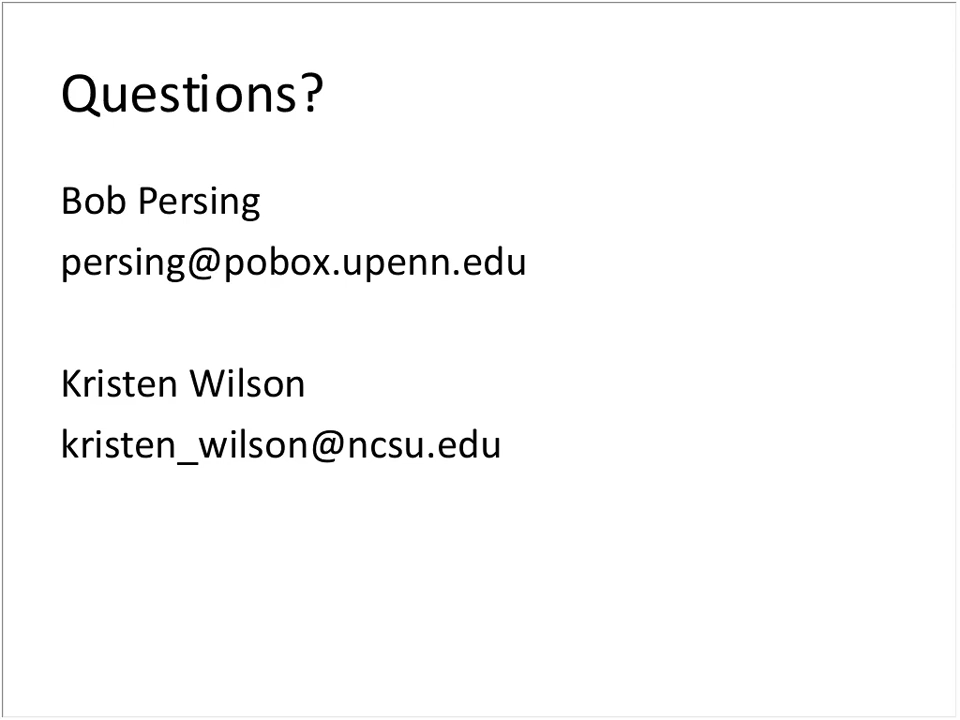 Questions?
Bob Persing
persing@pobox.upenn.edu
Kristen Wilson
kristen_wilson@ncsu.edu